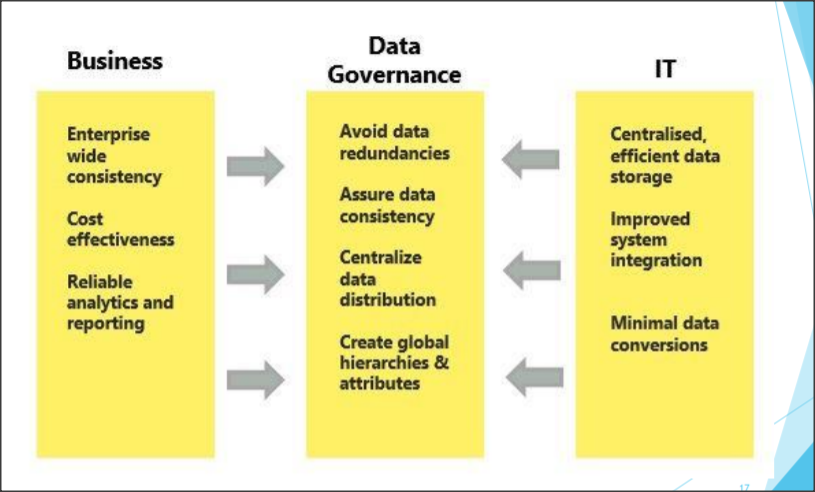 Business
Enterprise
wide
consistency
Cost
effectiveness
Reliable
analytics and
reporting
Data
Governance
Avoid data
redundancies
Assure data
consistency
Centralize
data
distribution
Create global
hierarchies &
attributes
IT
Centralised,
efficient data
storage
Improved
system
integration
Minimal data
conversions
17